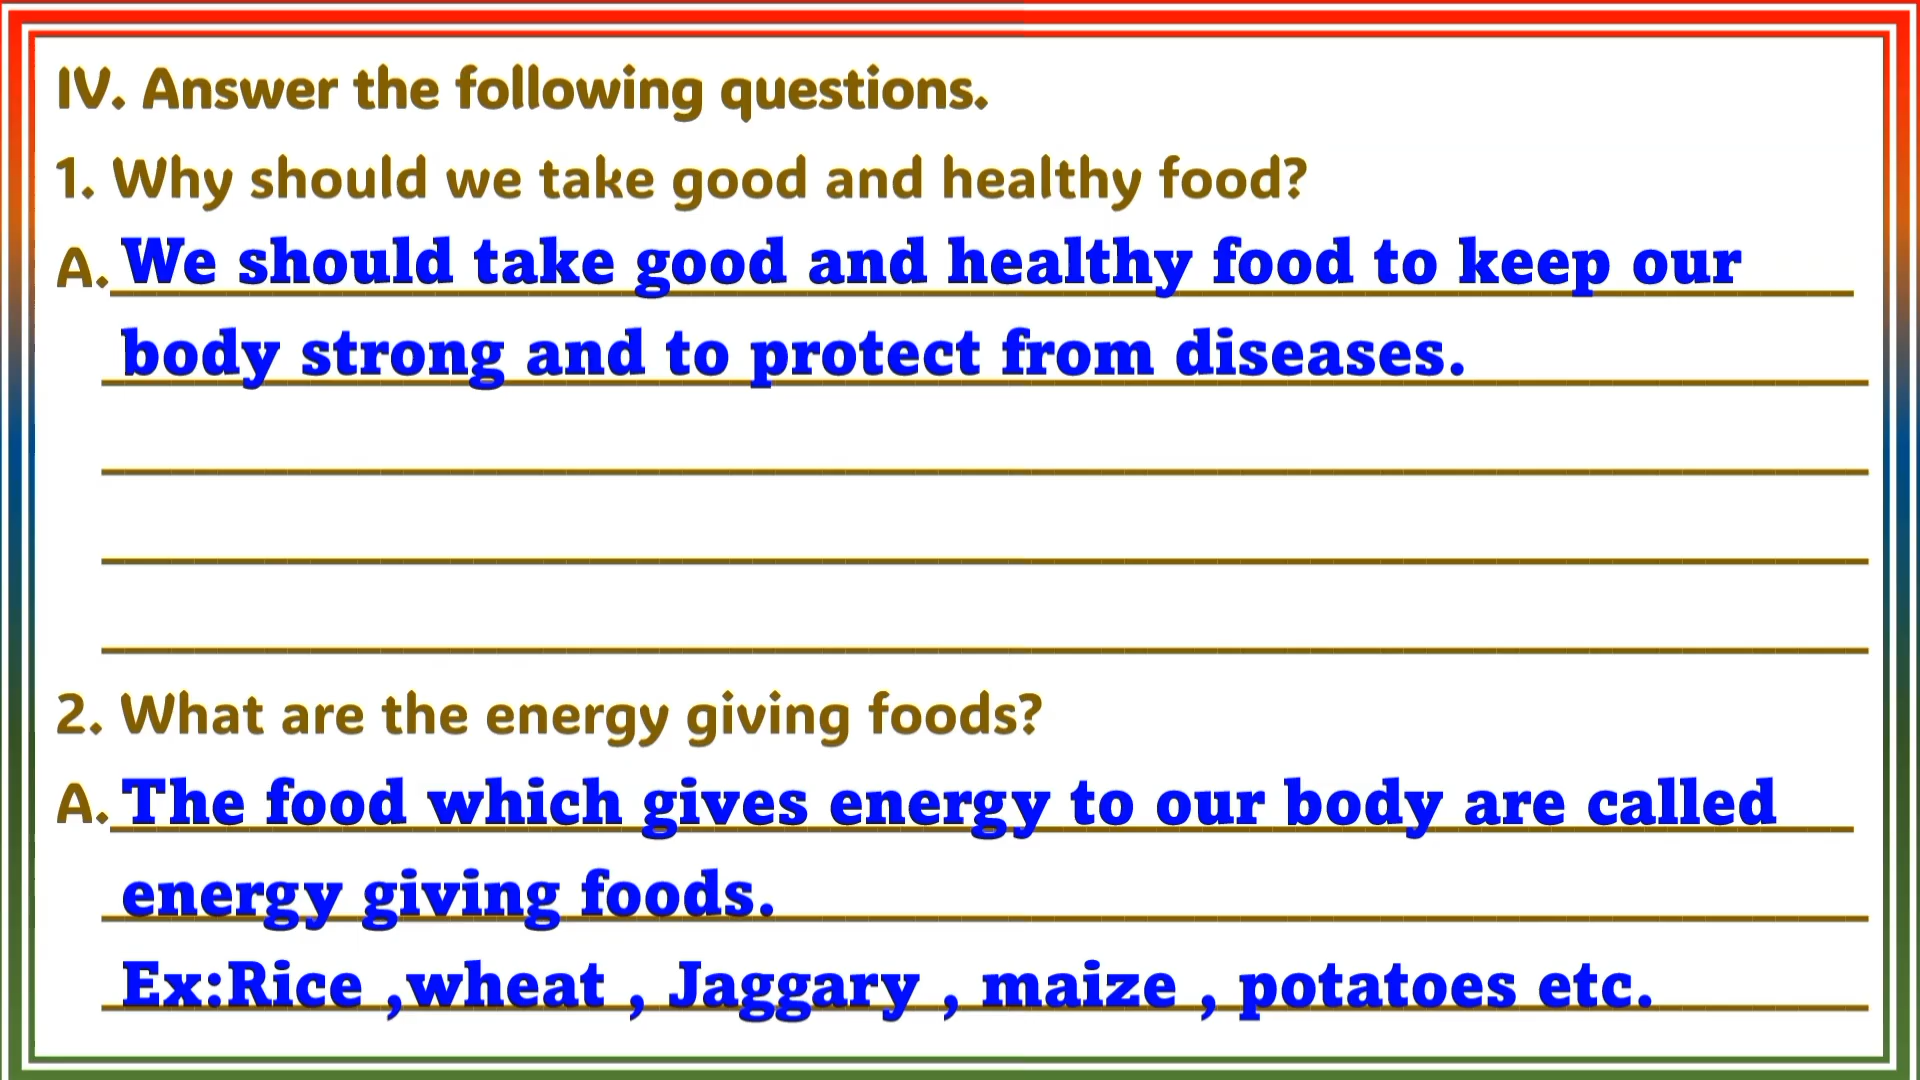 IV. Answer the following questions.
1. Why should we take good and healthy food?
A. We should take good and healthy food to keep our
body strong and to protect from diseases.
2. What are the energy giving foods?
A. The food which gives energy to our body are called
energy giving foods.
Ex:Rice ,wheat , Jaggary , maize , potatoes etc.